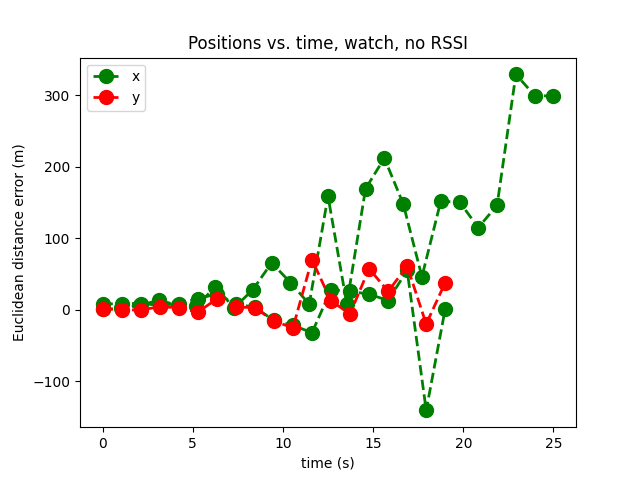 Positions vs. time, watch, no RSSI
x
y
Euclidean distance error (m)
300
200
100
0
−100
0 5 10 15 20 25
time (s)